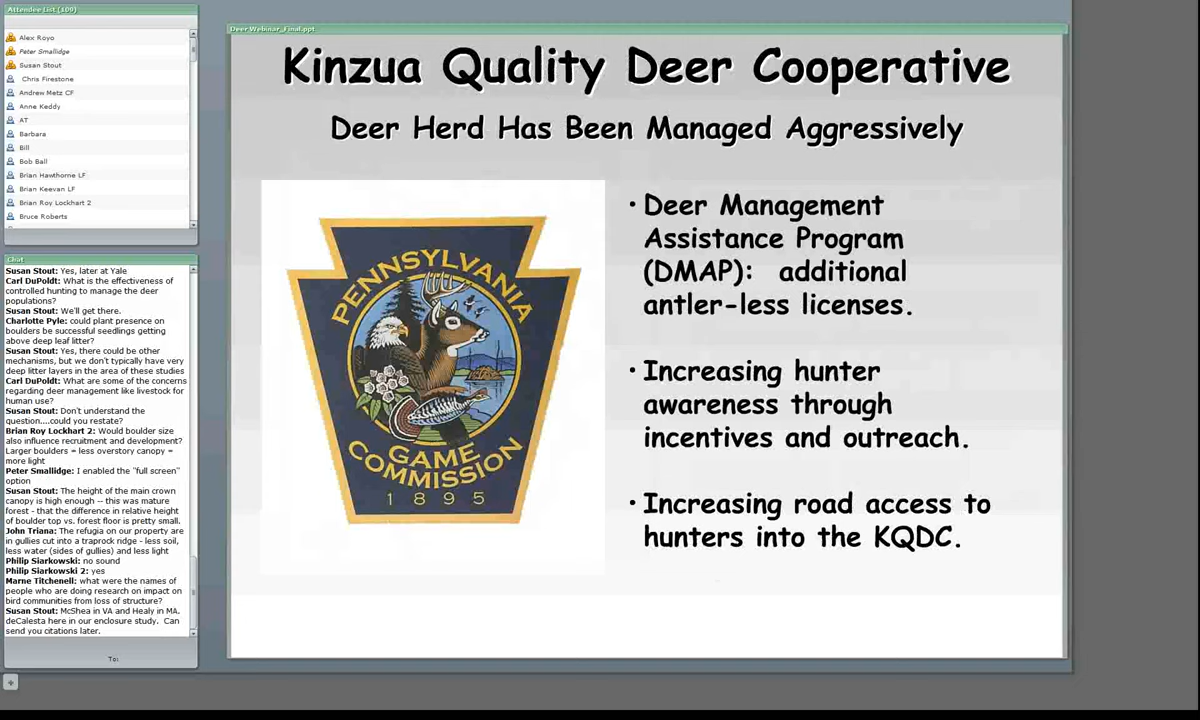 Attendee List (109)
Alex Royo
Peter Smallidge
Susan Stout
Chris Firestone
Andrew Metz CF
Anne Keddy
AT
Barbara
Bill
Bob Ball
Brian Hawthorne LF
Brian Keevan LF
Brian Roy Lockhart 2
Bruce Roberts
Chat
Susan Stout: Yes, later at Yale
Carl DuPoldt: What is the effectiveness of
controlled hunting to manage the deer
populations?
Susan Stout: We'll get there.
Charlotte Pyle: could plant presence on
boulders be successful seedlings getting
above deep leaf litter?
Susan Stout: Yes, there could be other
mechanisms, but we don't typically have very
deep litter layers in the area of these studies
Carl DuPoldt: What are some of the concerns
regarding deer management like livestock for
human use?
Susan Stout: Don't understand the
question....could you restate?
Brian Roy Lockhart 2: Would boulder size
also influence recruitment and development?
Larger boulders = less overstory canopy =
more light
Peter Smallidge: I enabled the "full screen"
option
Susan Stout: The height of the main crown
canopy is high enough -- this was mature
forest - that the difference in relative height
of boulder top vs. forest floor is pretty small.
John Triana: The refugia on our property are
in gullies cut into a traprock ridge - less soil,
less water (sides of gullies) and less light
Philip Siarkowski: no sound
Philip Siarkowski 2: yes
Marne Titchenell: what were the names of
people who are doing research on impact on
bird communities from loss of structure?
Susan Stout: McShea in VA and Healy in MA.
deCalesta here in our enclosure study. Can
send you citations later.
To:
Deer Webinar_Final.ppt
Kinzua Quality Deer Cooperative
Deer Herd Has Been Managed Aggressively
PENNSYLVANIA
GAME
COMMISSION
1895
• Deer Management
Assistance Program
(DMAP): additional
antler-less licenses.
• Increasing hunter
awareness through
incentives and outreach.
• Increasing road access to
hunters into the KQDC.